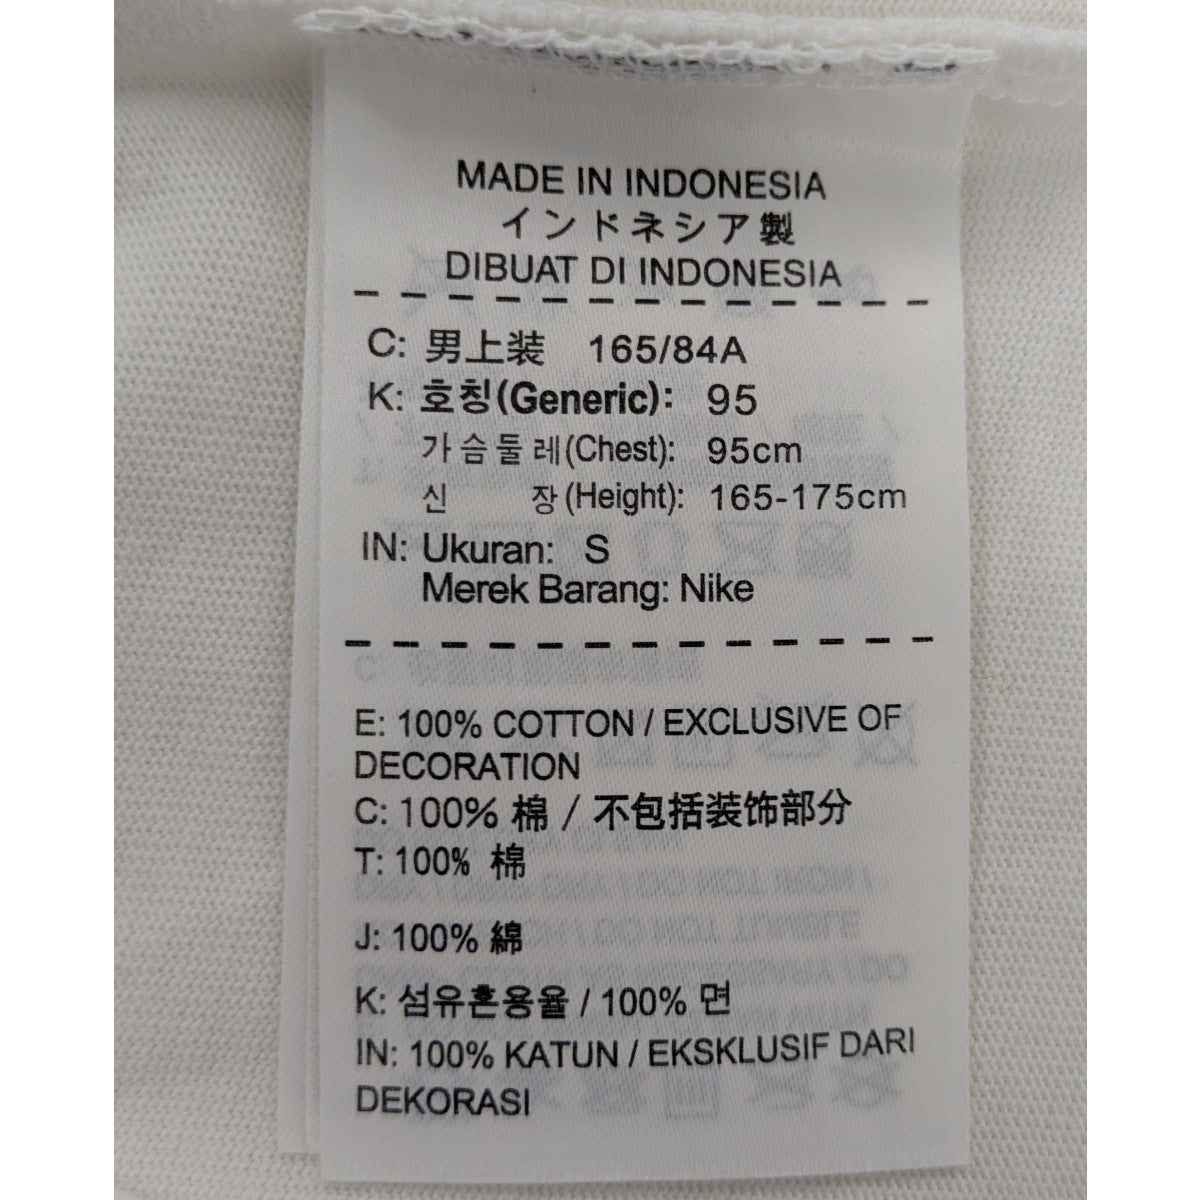 MADE IN INDONESIA
インドネシア製
DIBUAT DI INDONESIA
C: 男上装 165/84A
K: 호칭(Generic): 95
가슴둘레(Chest): 95cm
신 장(Height): 165-175cm
IN: Ukuran: S
Merek Barang: Nike
E: 100% COTTON / EXCLUSIVE OF
DECORATION
C: 100% 棉 / 不包括装饰部分
T: 100% 棉
J: 100% 綿
K: 섬유혼용율 / 100% 면
IN: 100% KATUN / EKSKLUSIF DARI
DEKORASI